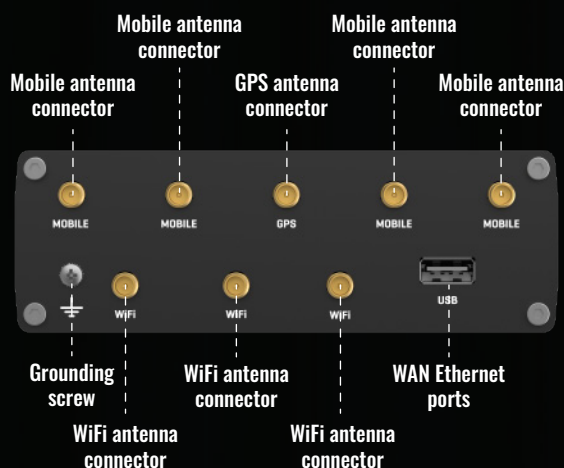 Mobile antenna
connector
Mobile antenna
connector
Mobile antenna
connector
GPS antenna
connector
Mobile antenna
connector
MOBILE
MOBILE
GPS
MOBILE
MOBILE
WiFi
WiFi
WiFi
USB
Grounding
screw
WiFi antenna
connector
WAN Ethernet
ports
WiFi antenna
connector
WiFi antenna
connector